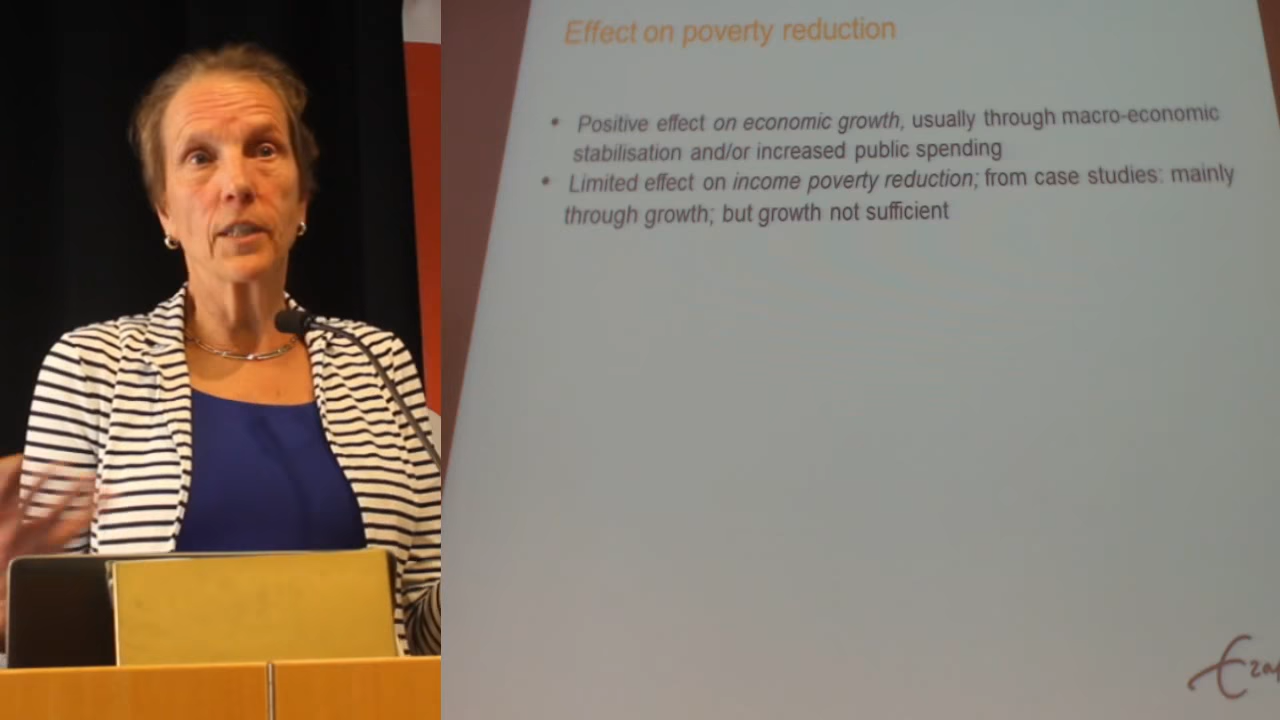 Effect on poverty reduction
• Positive effect on economic growth, usually through macro-economic
stabilisation and/or increased public spending
• Limited effect on income poverty reduction; from case studies: mainly
through growth; but growth not sufficient